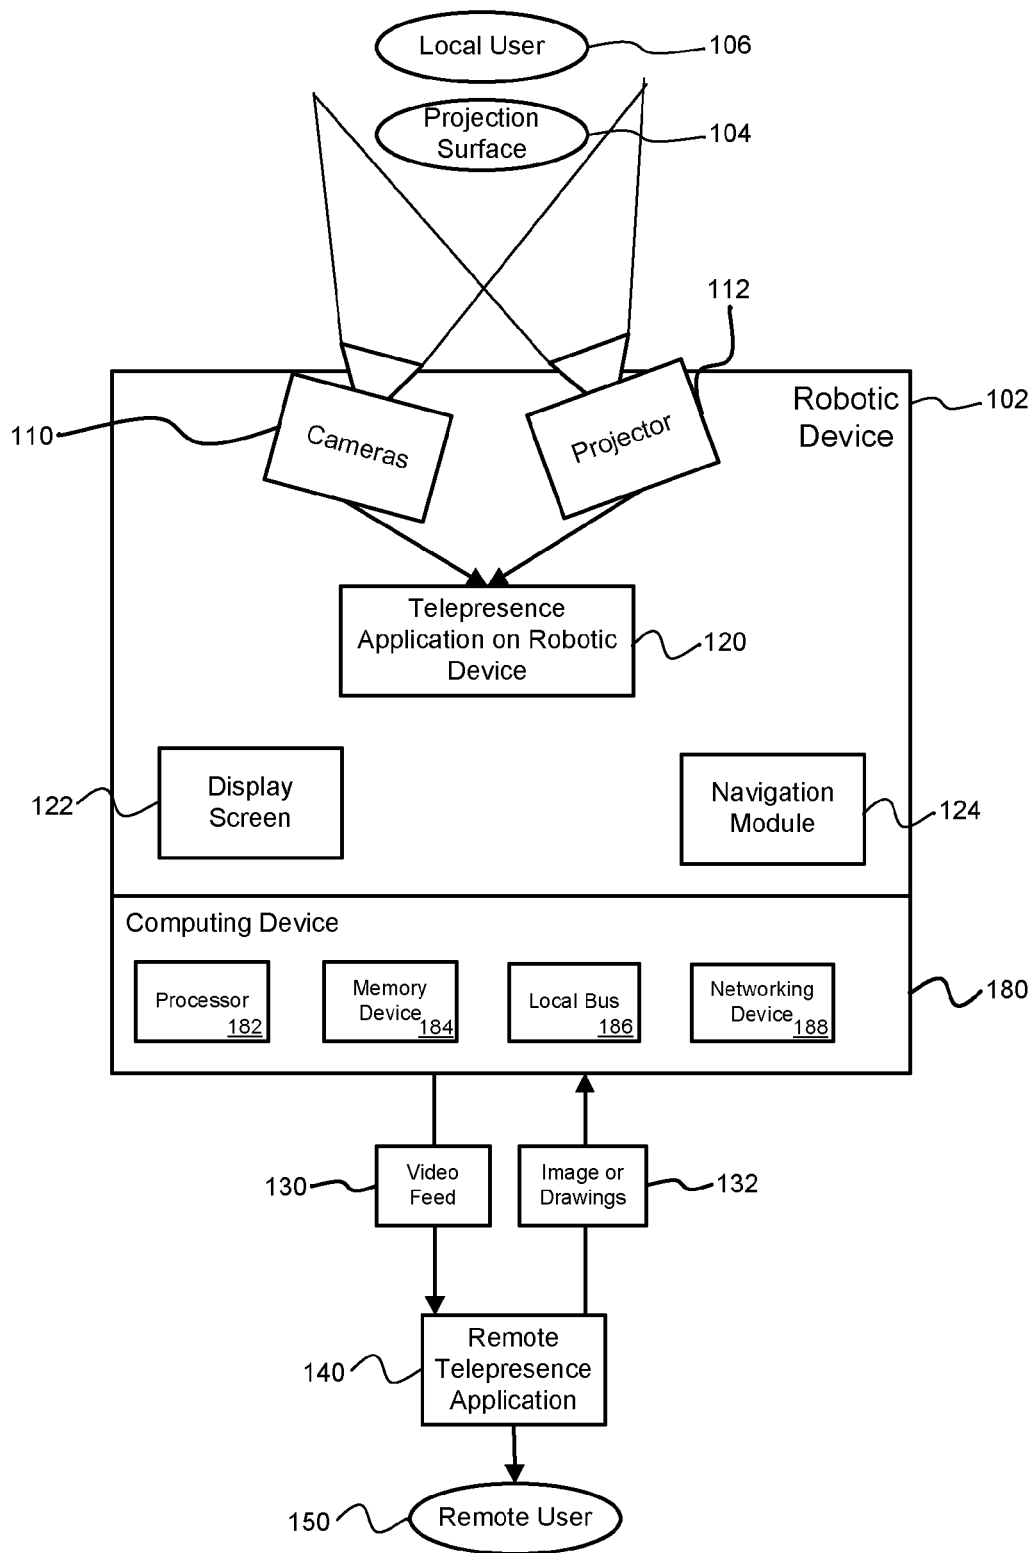 Local User
106
Projection
Surface
104
112
Robotic
Device
102
110
Cameras
Projector
Telepresence
Application on Robotic
Device
120
122
Display
Screen
Navigation
Module
124
Computing Device
Processor
182
Memory
Device
184
Local Bus
186
Networking
Device
188
180
130
Video
Feed
Image or
Drawings
132
140
Remote
Telepresence
Application
150
Remote User